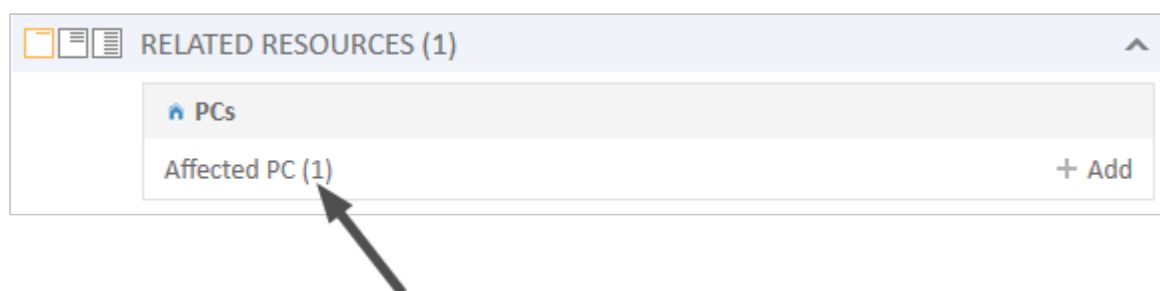 RELATED RESOURCES (1)
PCs
Affected PC (1)
+ Add